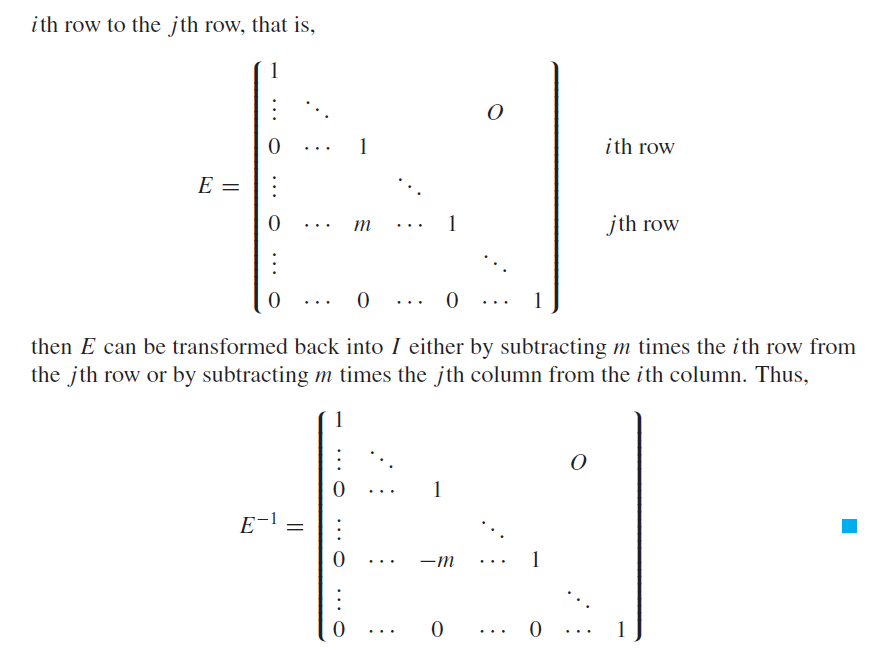 ith row to the jth row, that is,
1
⋮ ⋱ O
0 ⋯ 1 ith row
E = ⋮ ⋱
0 ⋯ m ⋯ 1 jth row
⋮ ⋱
0 ⋯ 0 ⋯ 0 ⋯ 1
then E can be transformed back into I either by subtracting m times the ith row from
the jth row or by subtracting m times the jth column from the ith column. Thus,
1
⋮ ⋱ O
0 ⋯ 1
E⁻¹ = ⋮ ⋱
0 ⋯ −m ⋯ 1
⋮ ⋱
0 ⋯ 0 ⋯ 0 ⋯ 1